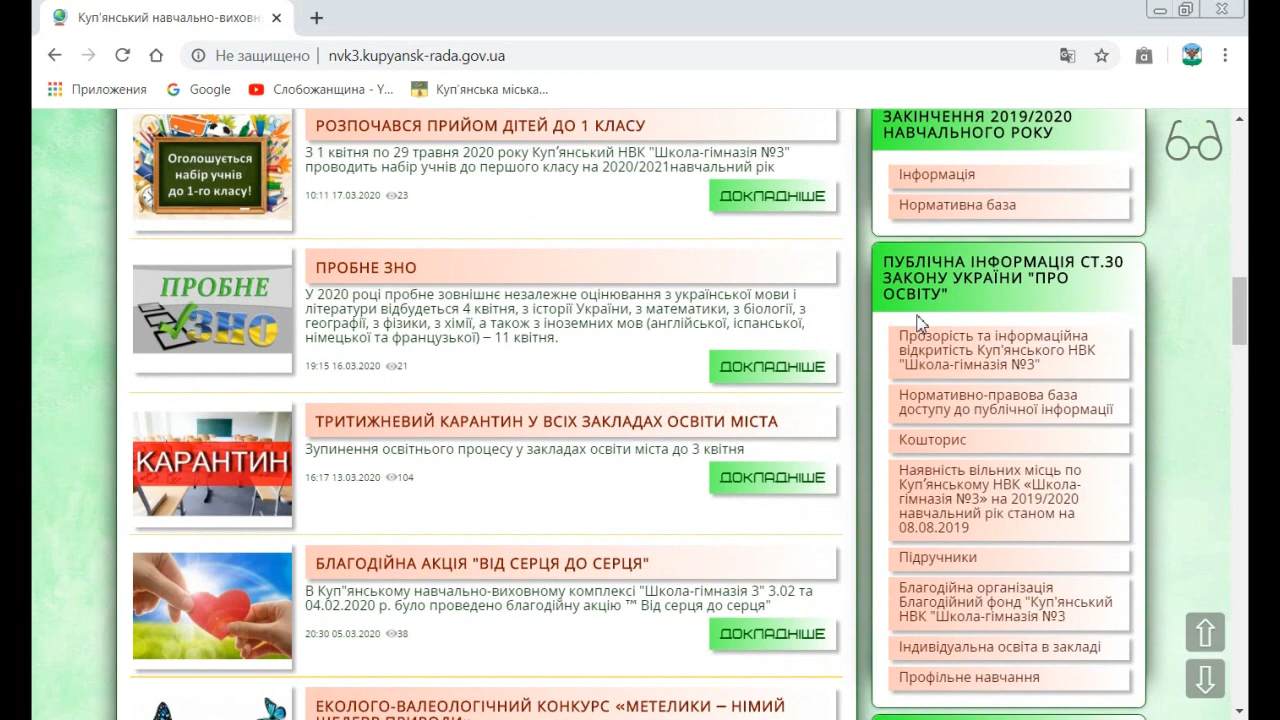 Куп'янський навчально-виховн
Не защищено | nvk3.kupyansk-rada.gov.ua
Приложения
Google
Слобожанщина - Y...
Куп'янська міська...
Оголошується
набір учнів
до 1-го класу!
РОЗПОЧАВСЯ ПРИЙОМ ДІТЕЙ ДО 1 КЛАСУ
З 1 квітня по 29 травня 2020 року Куп'янський НВК "Школа-гімназія №3"
проводить набір учнів до першого класу на 2020/2021навчальний рік
10:11 17.03.2020 23
ДОКЛАДНІШЕ
ПРОБНЕ
ЗНО
ПРОБНЕ ЗНО
У 2020 році пробне зовнішнє незалежне оцінювання з української мови і
літератури відбудеться 4 квітня, з історії України, з математики, з біології, з
географії, з фізики, з хімії, а також з іноземних мов (англійської, іспанської,
німецької та французької) – 11 квітня.
19:15 16.03.2020 21
ДОКЛАДНІШЕ
КАРАНТИН
ТРИТИЖНЕВИЙ КАРАНТИН У ВСІХ ЗАКЛАДАХ ОСВІТИ МІСТА
Зупинення освітнього процесу у закладах освіти міста до 3 квітня
16:17 13.03.2020 104
ДОКЛАДНІШЕ
БЛАГОДІЙНА АКЦІЯ "ВІД СЕРЦЯ ДО СЕРЦЯ"
В Куп"янському навчально-виховному комплексі "Школа-гімназія 3" 3.02 та
04.02.2020 р. було проведено благодійну акцію ™ Від серця до серця"
20:30 05.03.2020 38
ДОКЛАДНІШЕ
ЕКОЛОГО-ВАЛЕОЛОГІЧНИЙ КОНКУРС «МЕТЕЛИКИ – НІМИЙ
ШЕДЕВР ПРИРОДИ»
ЗАКІНЧЕННЯ 2019/2020
НАВЧАЛЬНОГО РОКУ
Інформація
Нормативна база
ПУБЛІЧНА ІНФОРМАЦІЯ СТ.30
ЗАКОНУ УКРАЇНИ "ПРО
ОСВІТУ"
Прозорість та інформаційна
відкритість Куп'янського НВК
"Школа-гімназія №3"
Нормативно-правова база
доступу до публічної інформації
Кошторис
Наявність вільних місць по
Куп'янському НВК «Школа-
гімназія №3» на 2019/2020
навчальний рік станом на
08.08.2019
Підручники
Благодійна організація
Благодійний фонд "Куп'янський
НВК "Школа-гімназія №3
Індивідуальна освіта в закладі
Профільне навчання